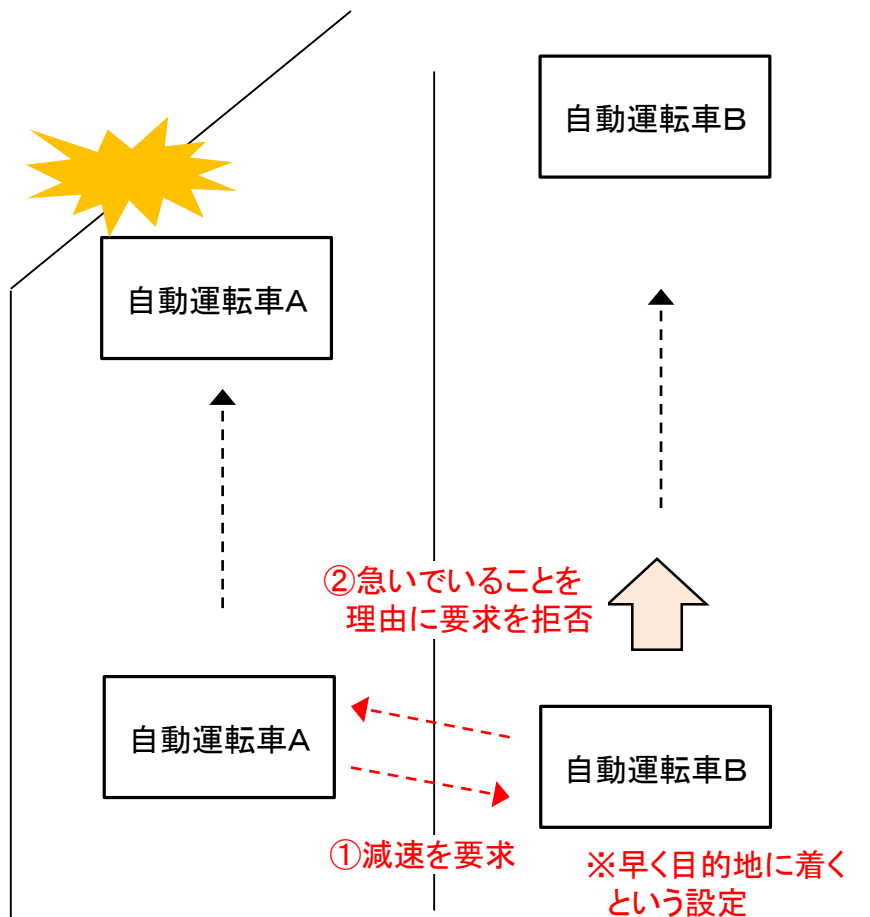 自動運転車B
自動運転車A
②急いでいることを
理由に要求を拒否
自動運転車A
自動運転車B
①減速を要求
※早く目的地に着く
という設定